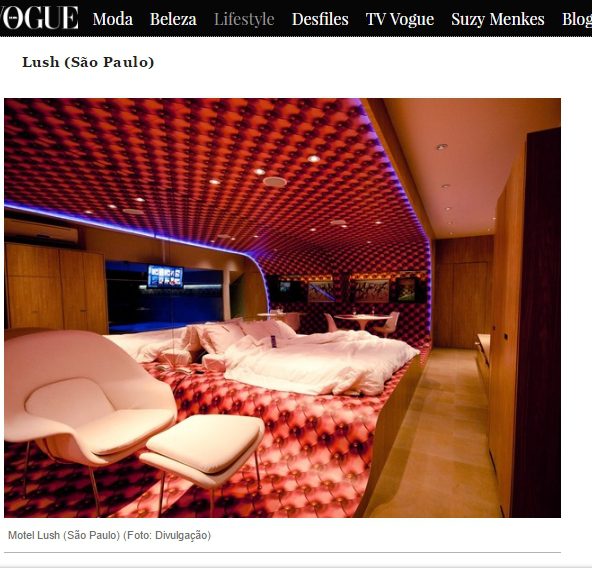 VOGUE Moda Beleza Lifestyle Desfiles TV Vogue Suzy Menkes Blog
Lush (São Paulo)
Motel Lush (São Paulo) (Foto: Divulgação)